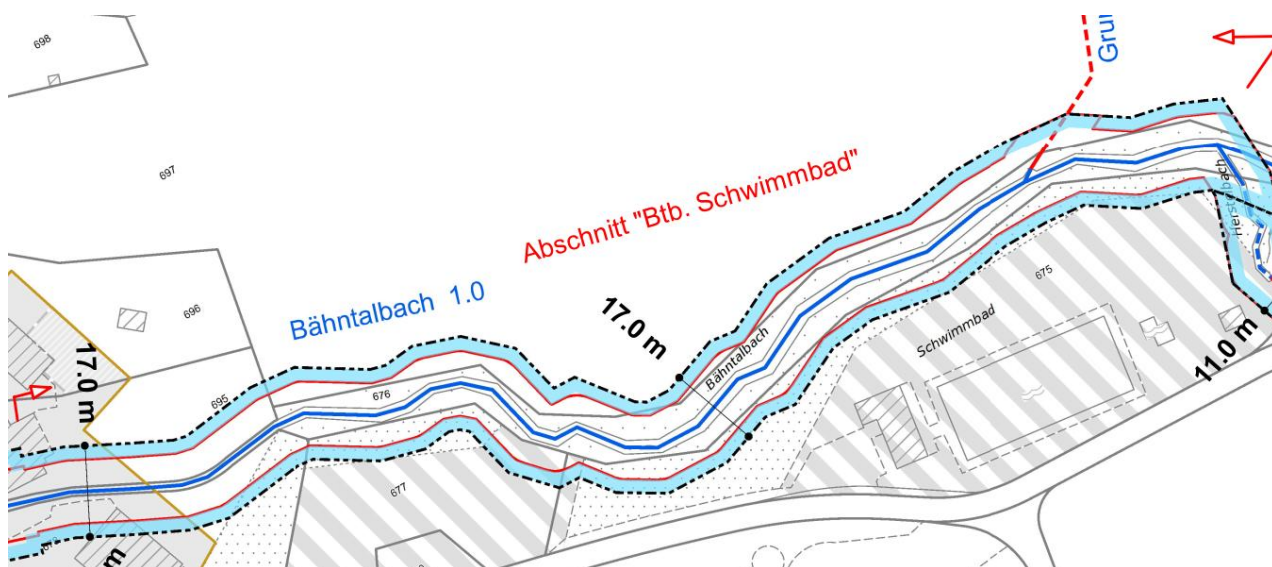 698
Grun
697
Abschnitt "Btb. Schwimmbad"
675
696
Bähntalbach 1.0
17.0 m
Schwimmbad
Bähntalbach
11.0 m
17.0 m
695
676
677
m